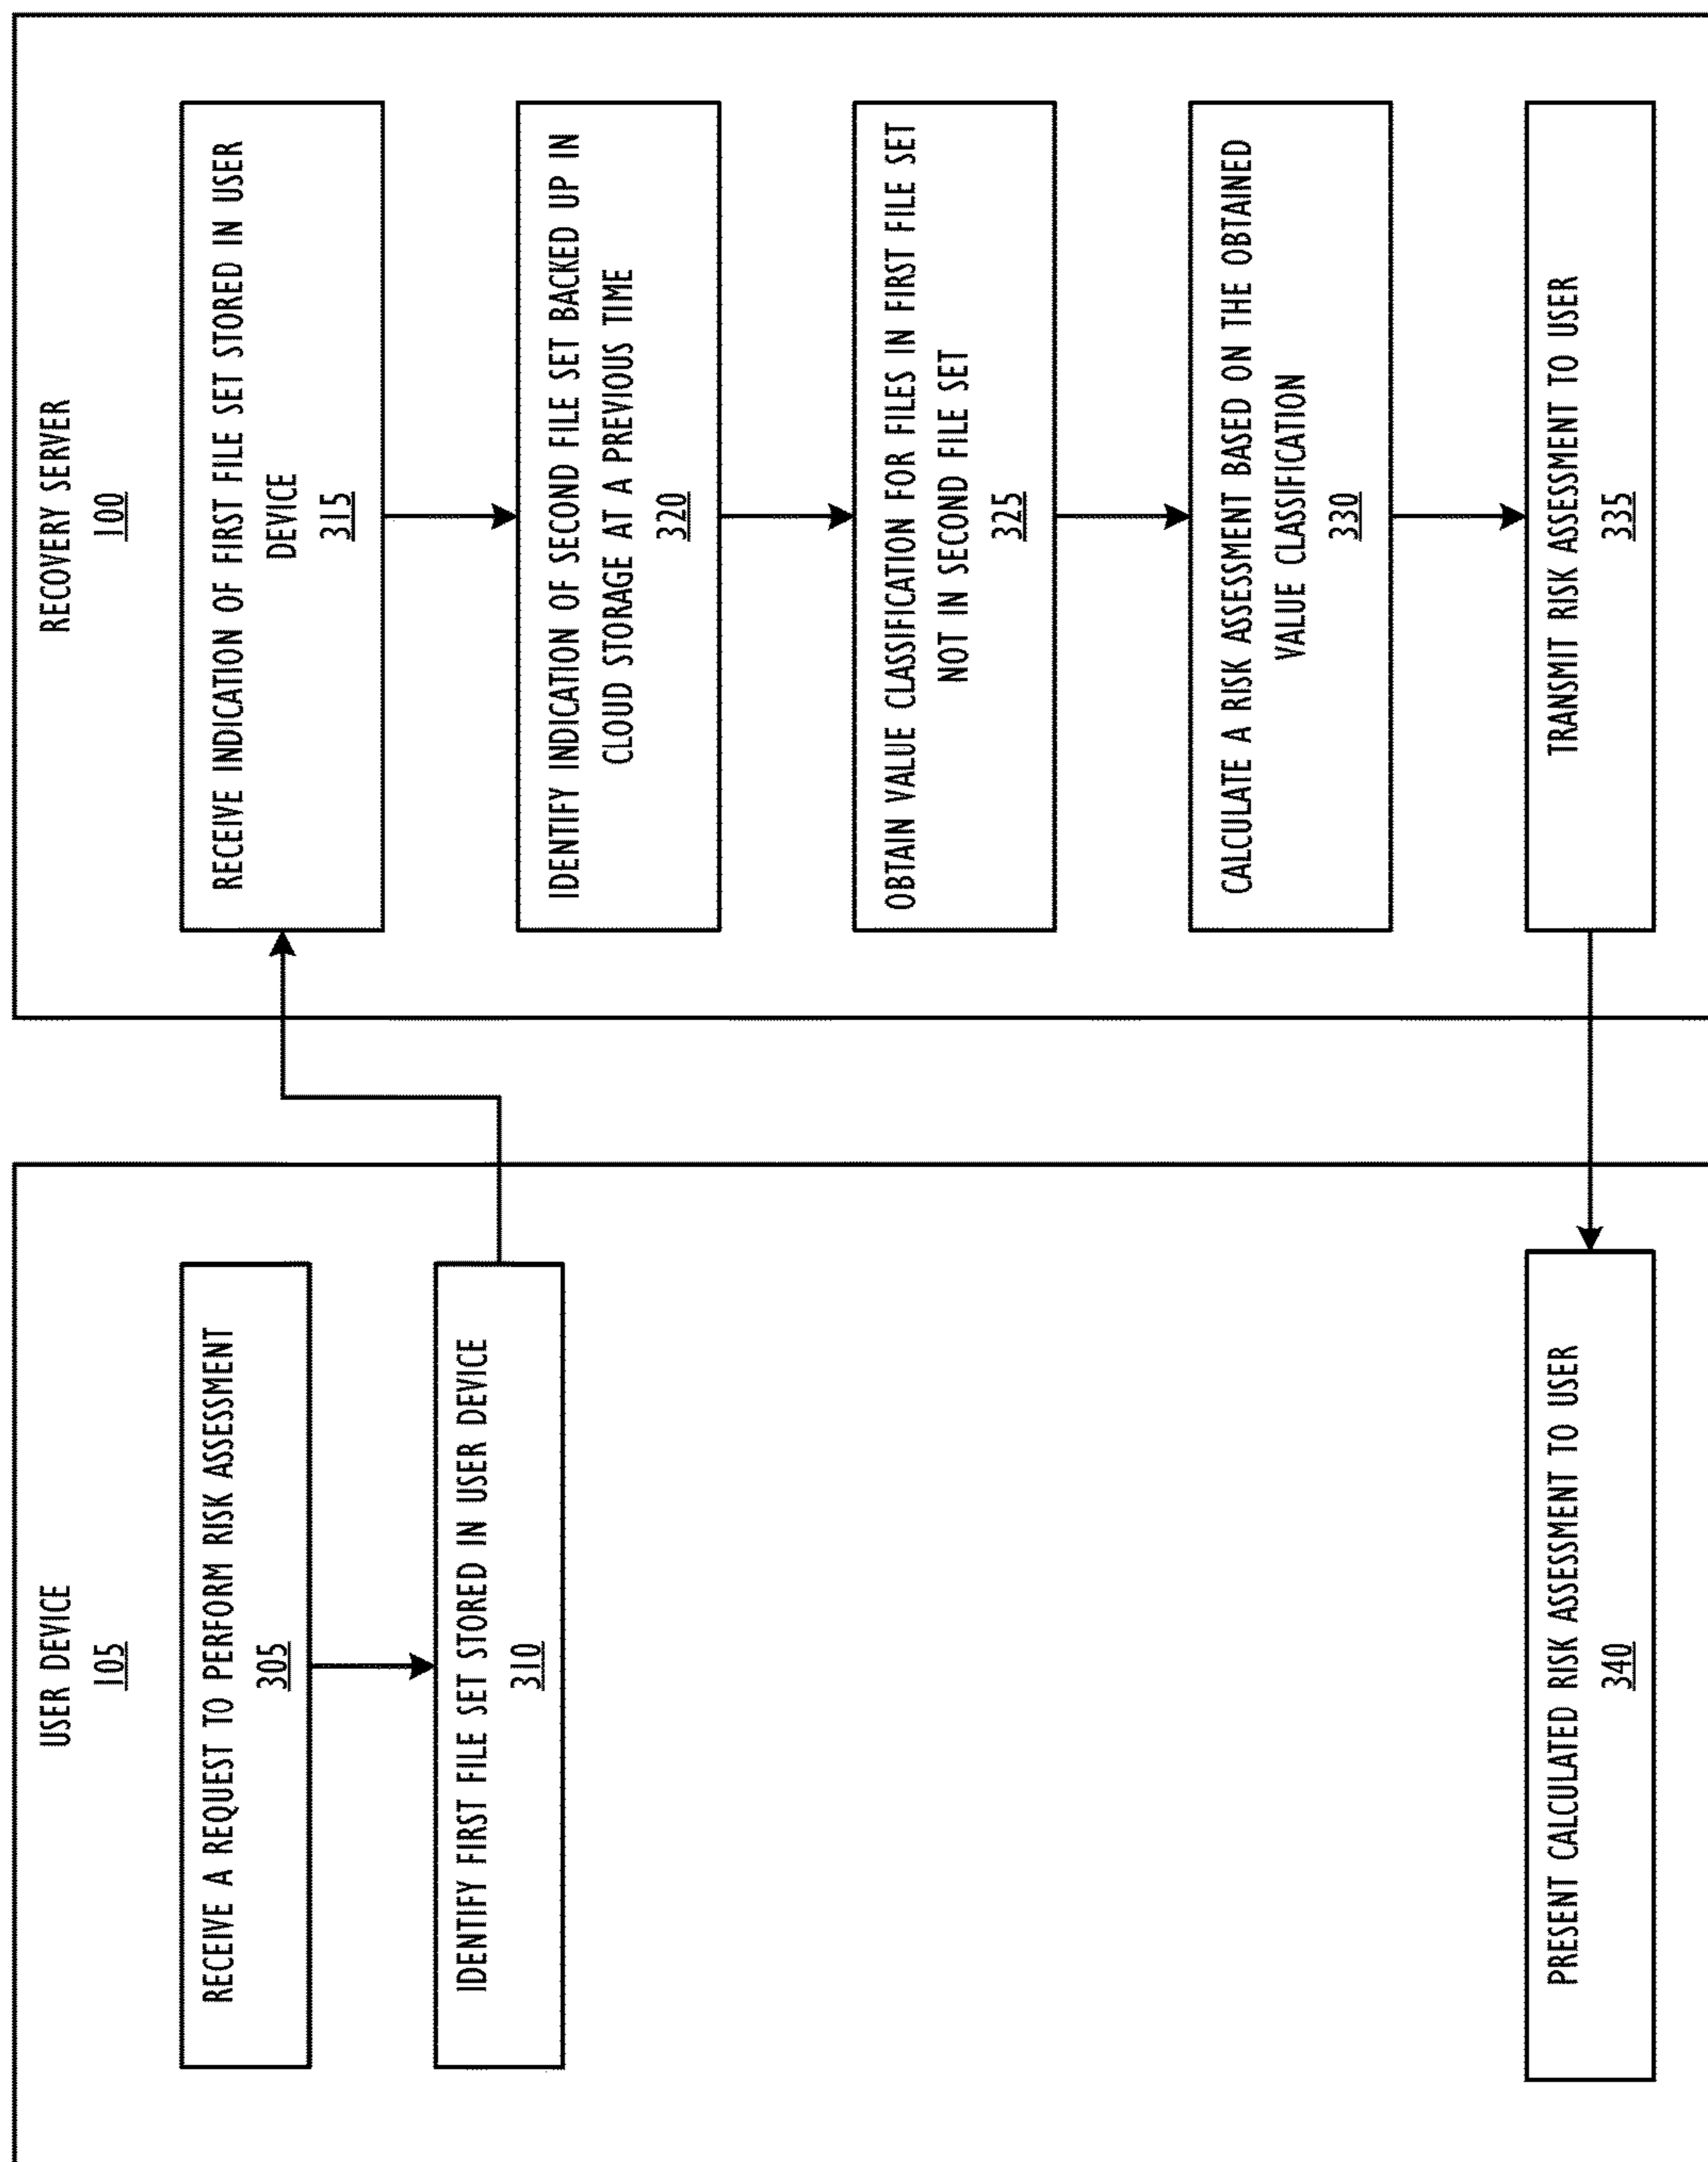 USER DEVICE
105
RECEIVE A REQUEST TO PERFORM RISK ASSESSMENT
305
IDENTIFY FIRST FILE SET STORED IN USER DEVICE
310
PRESENT CALCULATED RISK ASSESSMENT TO USER
340
RECOVERY SERVER
100
RECEIVE INDICATION OF FIRST FILE SET STORED IN USER
DEVICE
315
IDENTIFY INDICATION OF SECOND FILE SET BACKED UP IN
CLOUD STORAGE AT A PREVIOUS TIME
320
OBTAIN VALUE CLASSIFICATION FOR FILES IN FIRST FILE SET
NOT IN SECOND FILE SET
325
CALCULATE A RISK ASSESSMENT BASED ON THE OBTAINED
VALUE CLASSIFICATION
330
TRANSMIT RISK ASSESSMENT TO USER
335